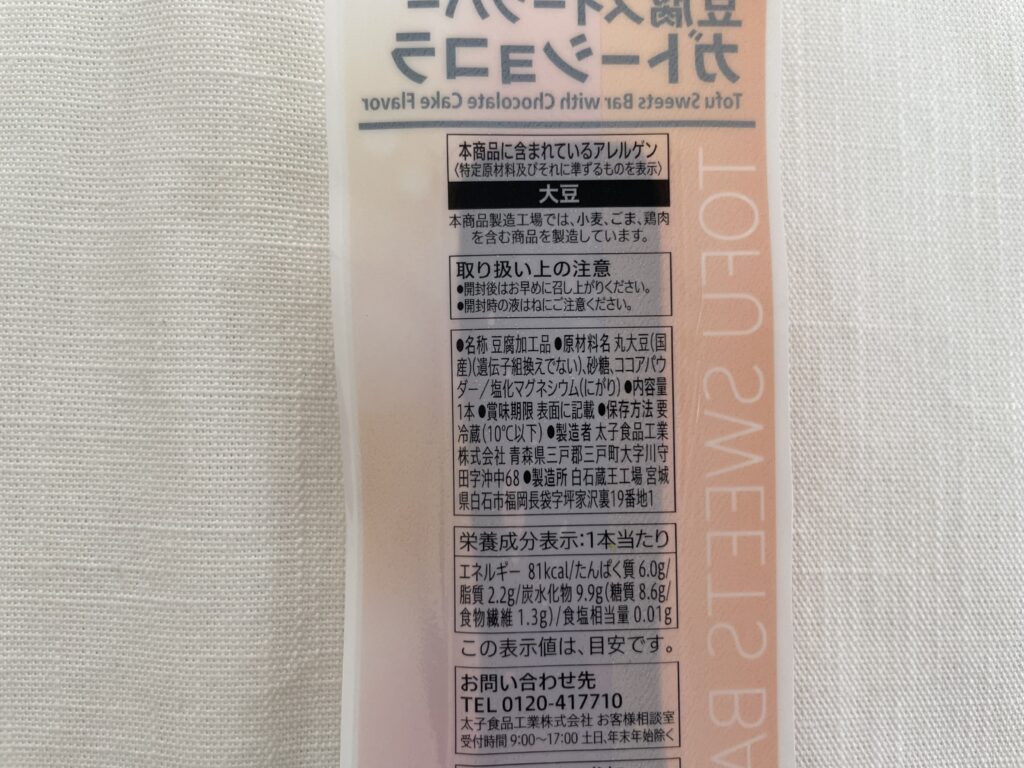 豆腐スイーツバー
ガトーショコラ
Tofu Sweets Bar with Chocolate Cake Flavor
本商品に含まれているアレルゲン
〈特定原材料及びそれに準ずるものを表示〉
大豆
本商品製造工場では、小麦、ごま、鶏肉
を含む商品を製造しています。
取り扱い上の注意
●開封後はお早めに召し上がりください。
●開封時の液はねにご注意ください。
●名称 豆腐加工品 ●原材料名 丸大豆(国
産)(遺伝子組換えでない)、砂糖、ココアパウ
ダー/塩化マグネシウム(にがり) ●内容量
1本 ●賞味期限 表面に記載 ●保存方法 要
冷蔵(10℃以下) ●製造者 太子食品工業
株式会社 青森県三戸郡三戸町大字川守
田字沖中68 ●製造所 白石蔵王工場 宮城
県白石市福岡長袋字坪家沢裏19番地1
栄養成分表示:1本当たり
エネルギー 81kcal/たんぱく質 6.0g/
脂質 2.2g/炭水化物 9.9g(糖質 8.6g/
食物繊維 1.3g)/食塩相当量 0.01g
この表示値は、目安です。
お問い合わせ先
TEL 0120-417710
太子食品工業株式会社 お客様相談室
受付時間 9:00〜17:00 土日、年末年始除く
TOFU SWEETS BA